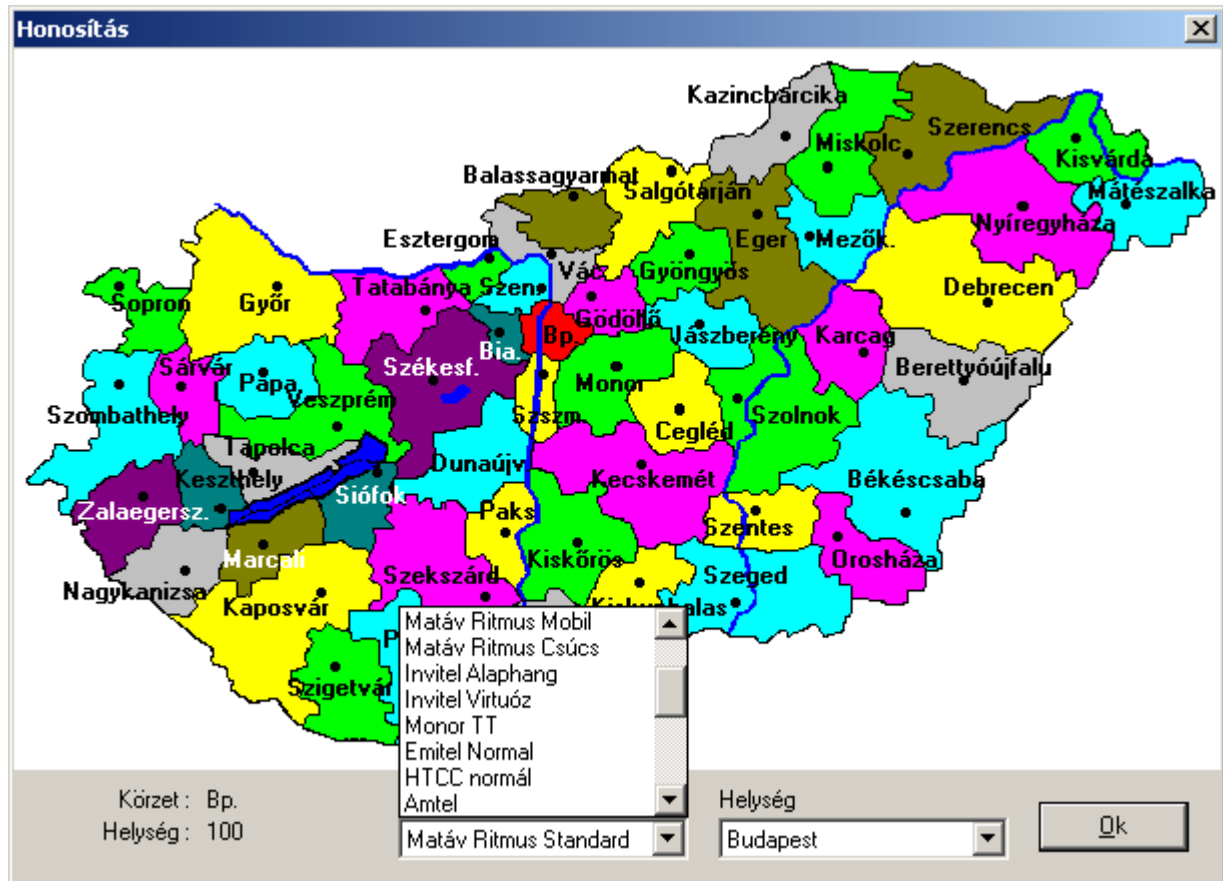 Honosítás
Kazincbárcika
Szerencs
Miskolc
Kisvárda
Balassagyarmat
Salgótarján
Mátészalka
Nyíregyháza
Esztergom
Eger
Mezők.
Vác
Gyöngyös
Tatabánya
Szen.
Debrecen
Sopron
Győr
Gödöllő
Bp.
Jászberény
Karcag
Bia.
Sárvár
Székesf.
Berettyóújfalu
Pápa
Monor
Veszprém
Szombathely
Szszm.
Szolnok
Cegléd
Tapolca
Dunaújv.
Keszthely
Kecskemét
Békéscsaba
Siófok
Zalaegersz.
Paks
Szentes
Marcali
Kiskőrös
Orosháza
Szekszárd
Szeged
Nagykanizsa
Kaposvár
P
Szigetvár
Matáv Ritmus Mobil
Matáv Ritmus Csúcs
Invitel Alaphang
Invitel Virtuóz
Monor TT
Emitel Normal
HTCC normál
Amtel
Körzet : Bp.
Helység
Helység : 100
Matáv Ritmus Standard
Budapest
Ok